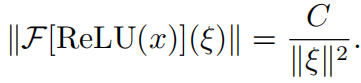 ‖ℱ[ReLU(x)](ξ)‖ = C / ‖ξ‖².